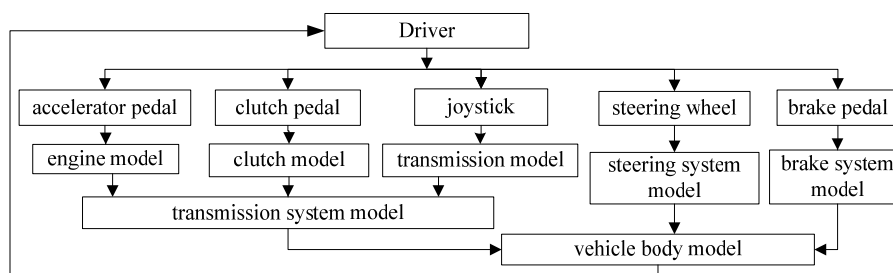 Driver
accelerator pedal
clutch pedal
joystick
steering wheel
brake pedal
engine model
clutch model
transmission model
steering system
model
brake system
model
transmission system model
vehicle body model